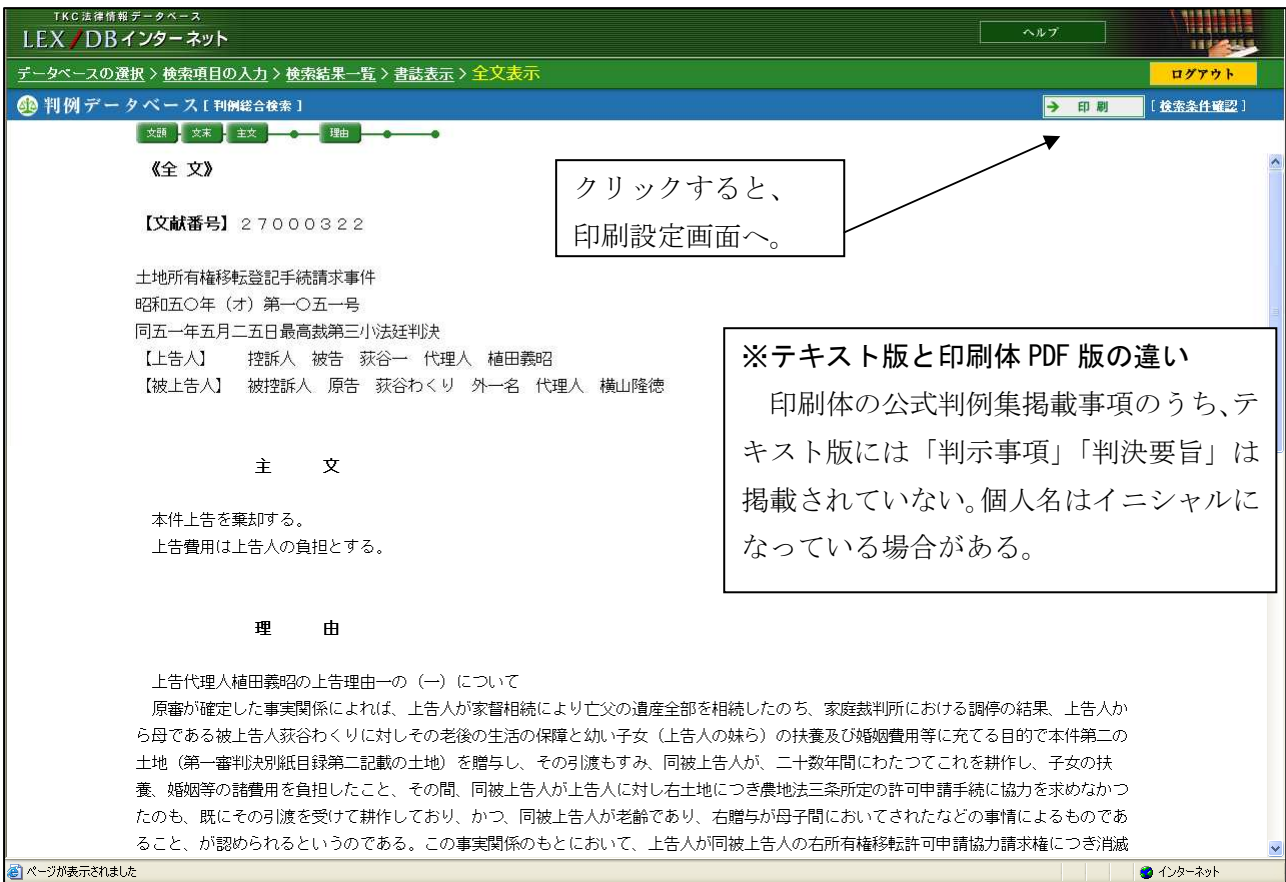 TKC法律情報データベース
LEX/DBインターネット
ヘルプ
データベースの選択 > 検索項目の入力 > 検索結果一覧 > 書誌表示 > 全文表示
ログアウト
判例データベース [ 判例総合検索 ]
印 刷
[ 検索条件確認 ]
文頭 文末 主文 理由
《全 文》
クリックすると、
印刷設定画面へ。
【文献番号】27000322
土地所有権移転登記手続請求事件
昭和五〇年（オ）第一〇五一号
同五一年五月二五日最高裁第三小法廷判決
【上告人】 控訴人 被告 荻谷一 代理人 植田義昭
【被上告人】 被控訴人 原告 荻谷わくり 外一名 代理人 横山隆徳
※テキスト版と印刷体 PDF 版の違い
印刷体の公式判例集掲載事項のうち、テ
キスト版には「判示事項」「判決要旨」は
掲載されていない。個人名はイニシャルに
なっている場合がある。
主 文
本件上告を棄却する。
上告費用は上告人の負担とする。
理 由
上告代理人植田義昭の上告理由一の（一）について
原審が確定した事実関係によれば、上告人が家督相続により亡父の遺産全部を相続したのち、家庭裁判所における調停の結果、上告人か
ら母である被上告人荻谷わくりに対しその老後の生活の保障と幼い子女（上告人の妹ら）の扶養及び婚姻費用等に充てる目的で本件第二の
土地（第一審判決別紙目録第二記載の土地）を贈与し、その引渡もすみ、同被上告人が、二十数年間にわたつてこれを耕作し、子女の扶
養、婚姻等の諸費用を負担したこと、その間、同被上告人が上告人に対し右土地につき農地法三条所定の許可申請手続に協力を求めなかつ
たのも、既にその引渡を受けて耕作しており、かつ、同被上告人が老齢であり、右贈与が母子間においてされたなどの事情によるものであ
ること、が認められるというのである。この事実関係のもとにおいて、上告人が同被上告人の右所有権移転許可申請協力請求権につき消滅
ページが表示されました
インターネット